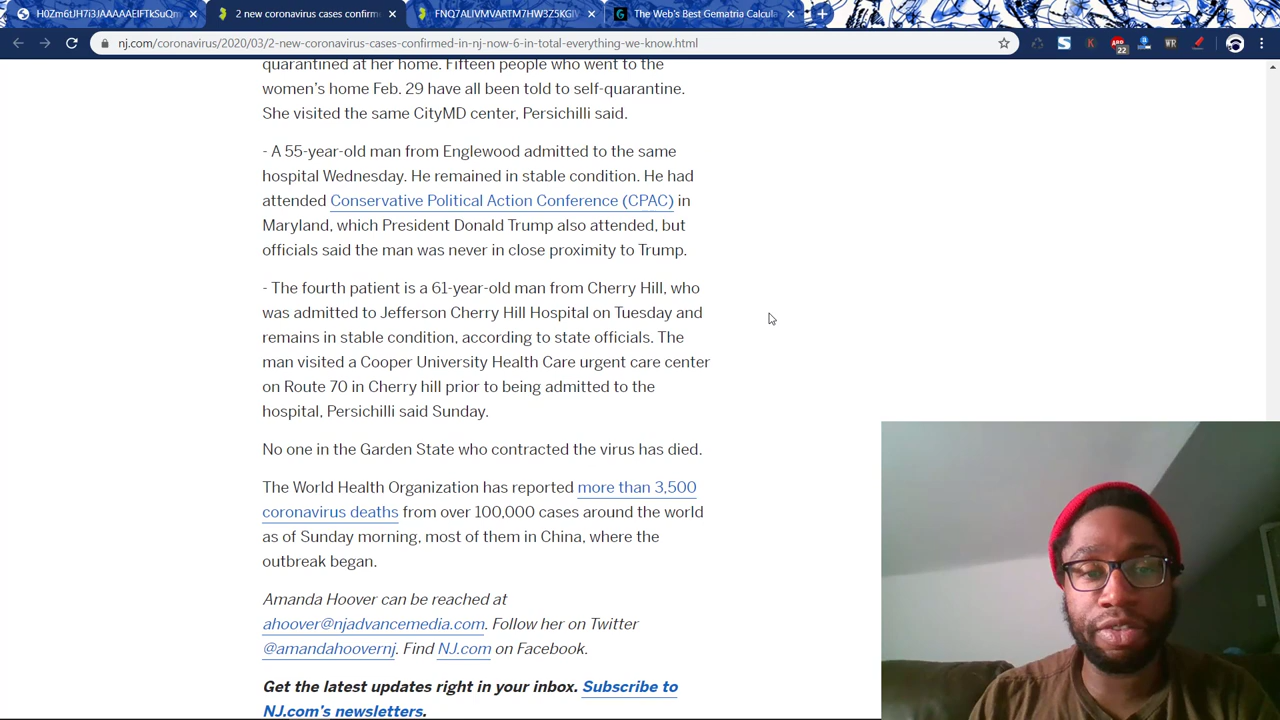 H0Zm6tUH7i3JAAAAAElFTkSuQm
2 new coronavirus cases confirm
FNQ7ALIVMVARTM7HW3Z5KGIV
The Web's Best Gematria Calcula
nj.com/coronavirus/2020/03/2-new-coronavirus-cases-confirmed-in-nj-now-6-in-total-everything-we-know.html
22
WR
quarantined at her home. Fifteen people who went to the
women's home Feb. 29 have all been told to self-quarantine.
She visited the same CityMD center, Persichilli said.
- A 55-year-old man from Englewood admitted to the same
hospital Wednesday. He remained in stable condition. He had
attended Conservative Political Action Conference (CPAC) in
Maryland, which President Donald Trump also attended, but
officials said the man was never in close proximity to Trump.
- The fourth patient is a 61-year-old man from Cherry Hill, who
was admitted to Jefferson Cherry Hill Hospital on Tuesday and
remains in stable condition, according to state officials. The
man visited a Cooper University Health Care urgent care center
on Route 70 in Cherry hill prior to being admitted to the
hospital, Persichilli said Sunday.
No one in the Garden State who contracted the virus has died.
The World Health Organization has reported more than 3,500
coronavirus deaths from over 100,000 cases around the world
as of Sunday morning, most of them in China, where the
outbreak began.
Amanda Hoover can be reached at
ahoover@njadvancemedia.com. Follow her on Twitter
@amandahoovernj. Find NJ.com on Facebook.
Get the latest updates right in your inbox. Subscribe to
NJ.com's newsletters.